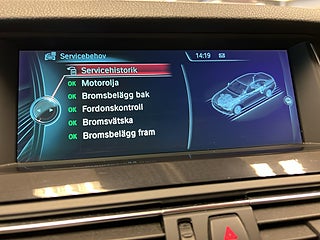 Servicebehov 14:19
Servicehistorik
OK Motorolja
OK Bromsbelägg bak
OK Fordonskontroll
OK Bromsvätska
OK Bromsbelägg fram